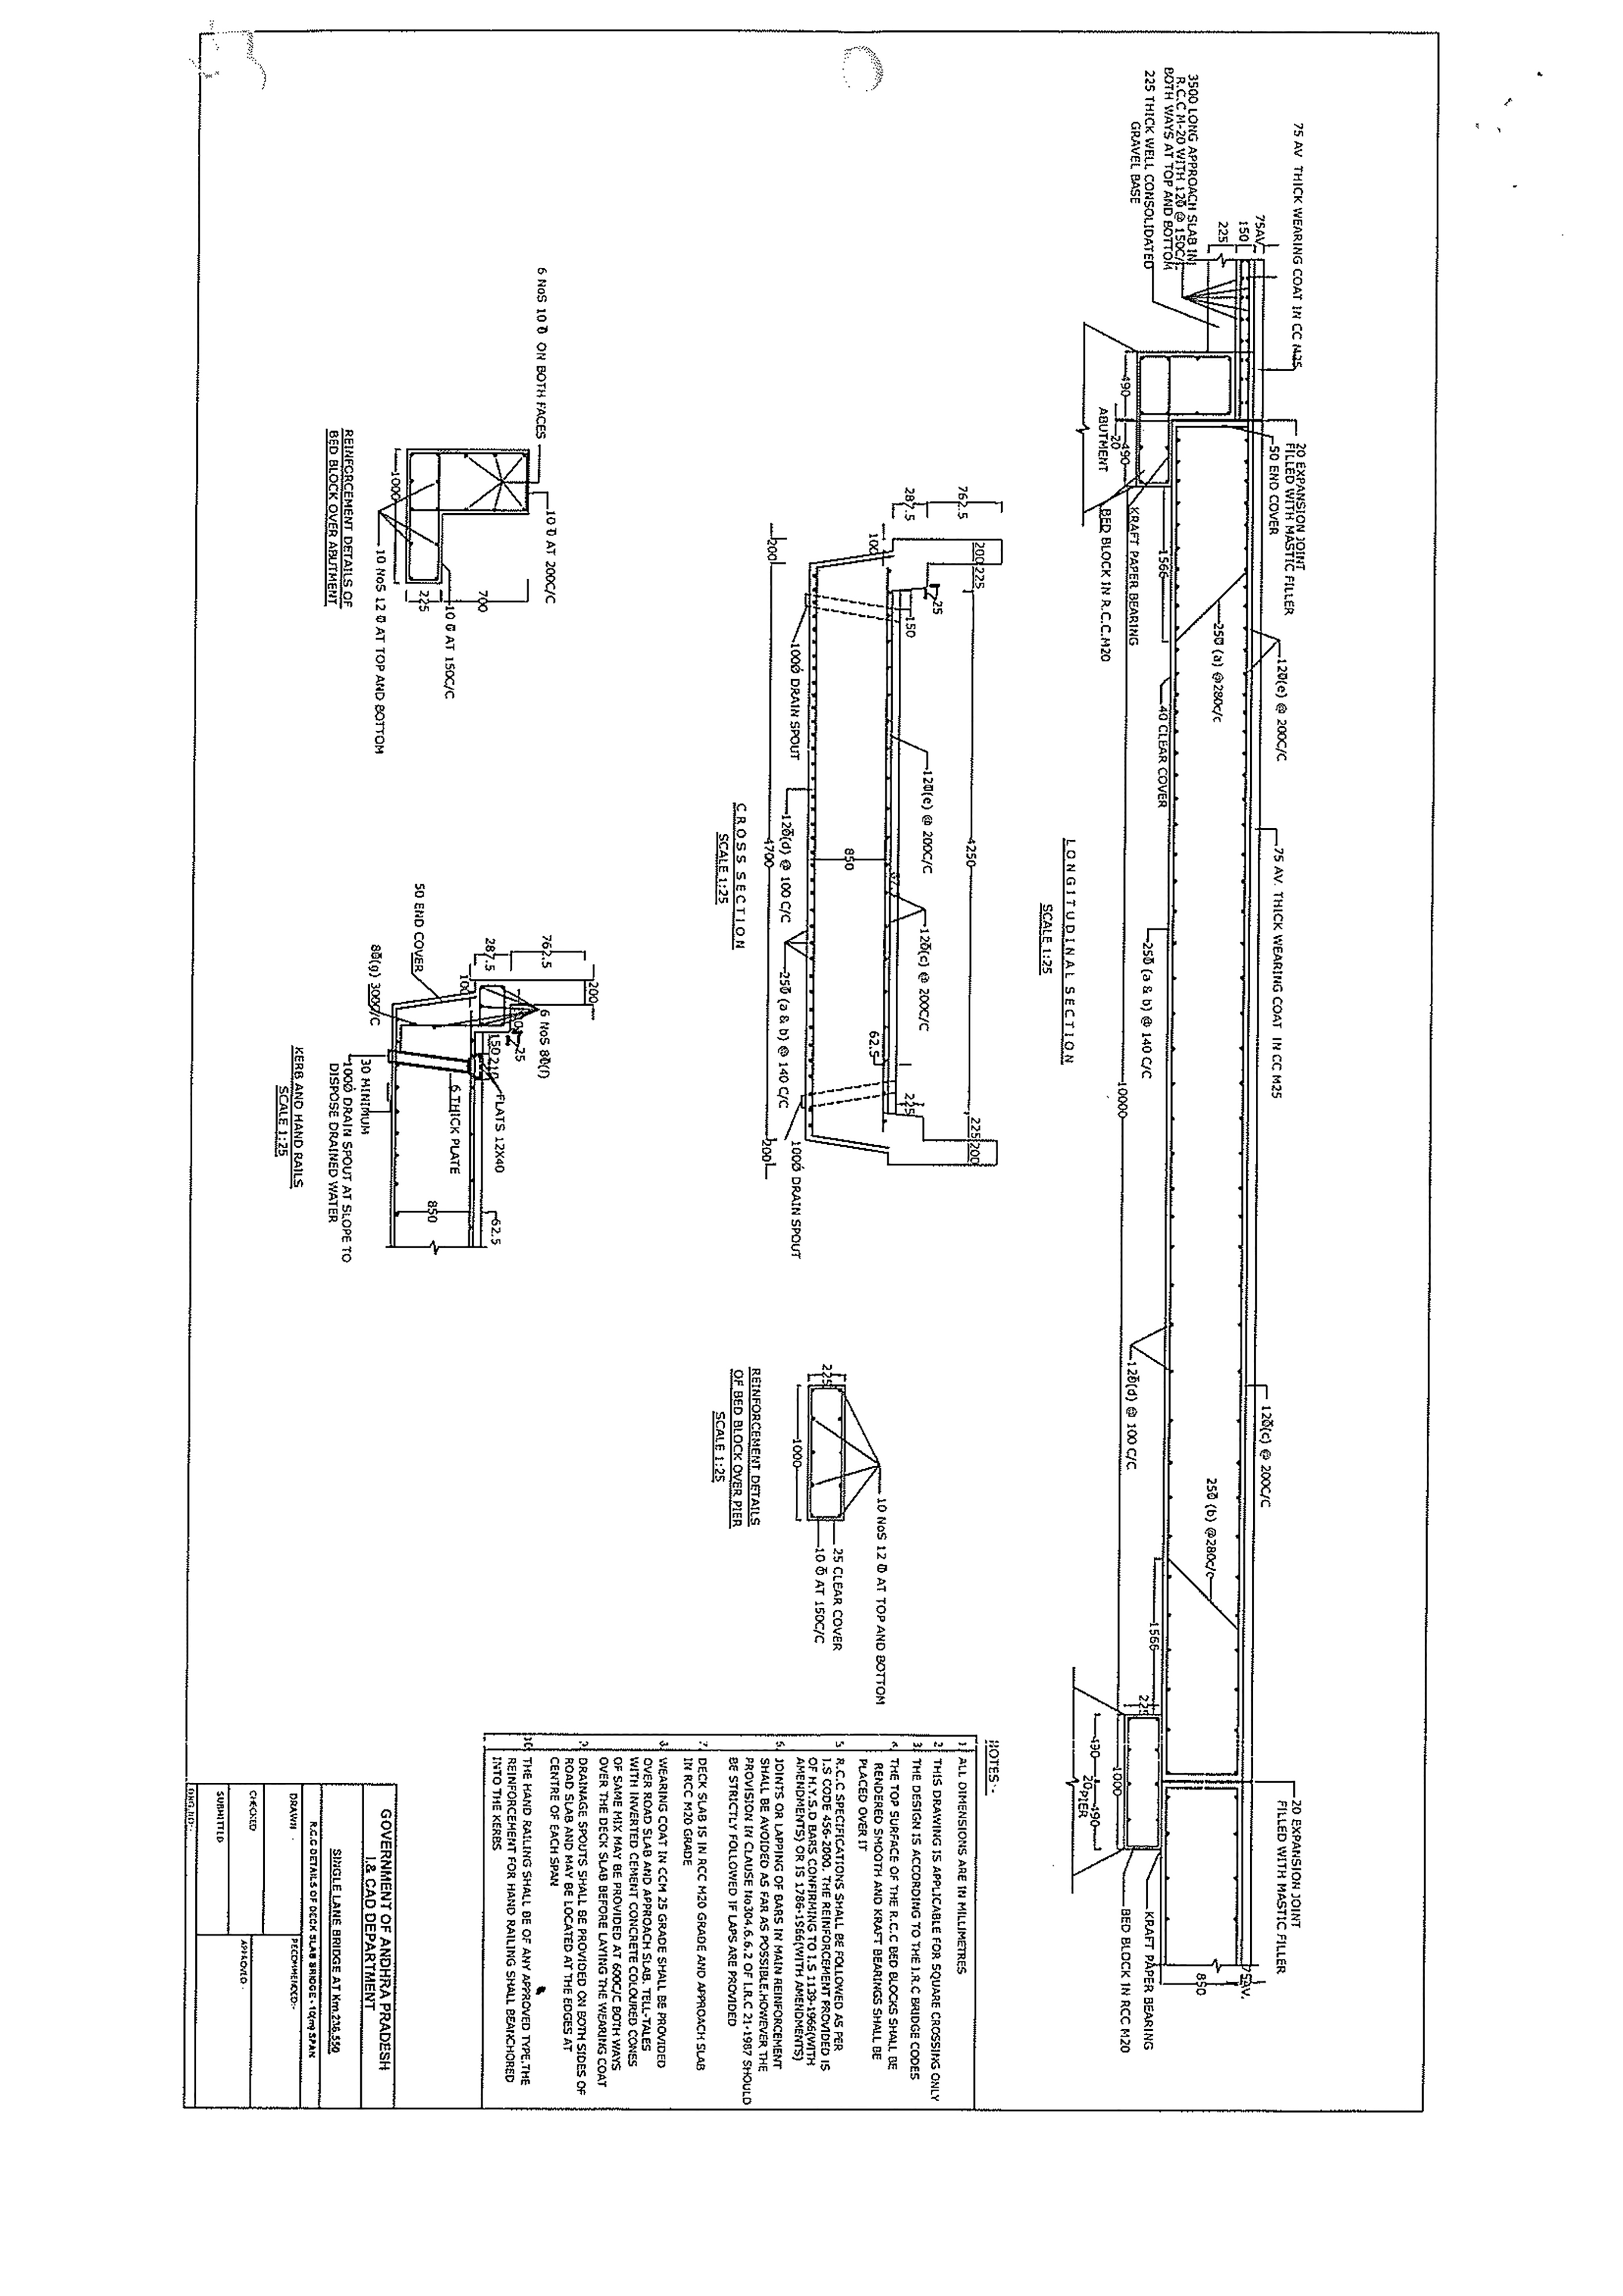 75 AV THICK WEARING COAT IN CC M25
20 EXPANSION JOINT
FILLED WITH MASTIC FILLER
50 END COVER
12Φ(e) @ 200C/C
75 AV. THICK WEARING COAT IN CC M25
12Φ(c) @ 200C/C
20 EXPANSION JOINT
FILLED WITH MASTIC FILLER
75AV
150
225
3500 LONG APPROACH SLAB IN
R.C.C M-20 WITH 12Φ @ 150C/C
BOTH WAYS AT TOP AND BOTTOM
225 THICK WELL CONSOLIDATED
GRAVEL BASE
25Φ (a) @280c/c
25Φ (b) @280c/c
75AV.
850
490
20
490
ABUTMENT
KRAFT PAPER BEARING
BED BLOCK IN R.C.C.M20
1566
40 CLEAR COVER
25Φ (a & b) @ 140 C/C
12Φ(d) @ 100 C/C
10000
1566
225
490
20
490
1000
PIER
KRAFT PAPER BEARING
BED BLOCK IN RCC M20
LONGITUDINAL SECTION
SCALE 1:25
762.5
287.5
200
225
25
150
100
4250
225
200
12Φ(e) @ 200C/C
12Φ(c) @ 200C/C
62.5
225
850
100Ø DRAIN SPOUT
12Φ(d) @ 100 C/C
25Φ (a & b) @ 140 C/C
100Ø DRAIN SPOUT
200
4700
200
CROSS SECTION
SCALE 1:25
225
1000
10 NoS 12 Φ AT TOP AND BOTTOM
25 CLEAR COVER
10 Φ AT 150C/C
REINFORCEMENT DETAILS
OF BED BLOCK OVER PIER
SCALE 1:25
6 NoS 10 Φ ON BOTH FACES
10 Φ AT 200C/C
700
225
10 Φ AT 150C/C
1000
10 NoS 12 Φ AT TOP AND BOTTOM
REINFORCEMENT DETAILS OF
BED BLOCK OVER ABUTMENT
200
762.5
287.5
100
6 NoS 8Φ(f)
25
150
210
FLATS 12X40
62.5
6 THICK PLATE
850
50 END COVER
8Φ(g) 300C/C
30 MINIMUM
100Ø DRAIN SPOUT AT SLOPE TO
DISPOSE DRAINED WATER
KERB AND HAND RAILS
SCALE 1:25
NOTES:-
1 ALL DIMENSIONS ARE IN MILLIMETRES
2 THIS DRAWING IS APPLICABLE FOR SQUARE CROSSING ONLY
3 THE DESIGN IS ACCORDING TO THE I.R.C BRIDGE CODES
4 THE TOP SURFACE OF THE R.C.C BED BLOCKS SHALL BE
RENDERED SMOOTH AND KRAFT BEARINGS SHALL BE
PLACED OVER IT
5 R.C.C SPECIFICATIONS SHALL BE FOLLOWED AS PER
I.S CODE 456-2000. THE REINFORCEMENT PROVIDED IS
OF H.Y.S.D BARS CONFIRMING TO I.S 1139-1966(WITH
AMENDMENTS) OR IS 1786-1966(WITH AMENDMENTS)
6. JOINTS OR LAPPING OF BARS IN MAIN REINFORCEMENT
SHALL BE AVOIDED AS FAR AS POSSIBLE.HOWEVER THE
PROVISION IN CLAUSE No304.6.6.2 OF I.R.C 21-1987 SHOULD
BE STRICTLY FOLLOWED IF LAPS ARE PROVIDED
7. DECK SLAB IS IN RCC M20 GRADE AND APPROACH SLAB
IN RCC M20 GRADE
8. WEARING COAT IN CCM 25 GRADE SHALL BE PROVIDED
OVER ROAD SLAB AND APPROACH SLAB. TELL-TALES
WITH INVERTED CEMENT CONCRETE COLOURED CONES
OF SAME MIX MAY BE PROVIDED AT 600C/C BOTH WAYS
OVER THE DECK SLAB BEFORE LAYING THE WEARING COAT
9. DRAINAGE SPOUTS SHALL BE PROVIDED ON BOTH SIDES OF
ROAD SLAB AND MAY BE LOCATED AT THE EDGES AT
CENTRE OF EACH SPAN
10 THE HAND RAILING SHALL BE OF ANY APPROVED TYPE.THE
REINFORCEMENT FOR HAND RAILING SHALL BEANCHORED
INTO THE KERBS
GOVERNMENT OF ANDHRA PRADESH
I.& CAD DEPARTMENT
SINGLE LANE BRIDGE AT Km.236.550
R.C.C DETAILS OF DECK SLAB BRIDGE -10(m) SPAN
DRAWN
RECOMMENDED:-
CHECKED
SUBMITTED
APPROVED -